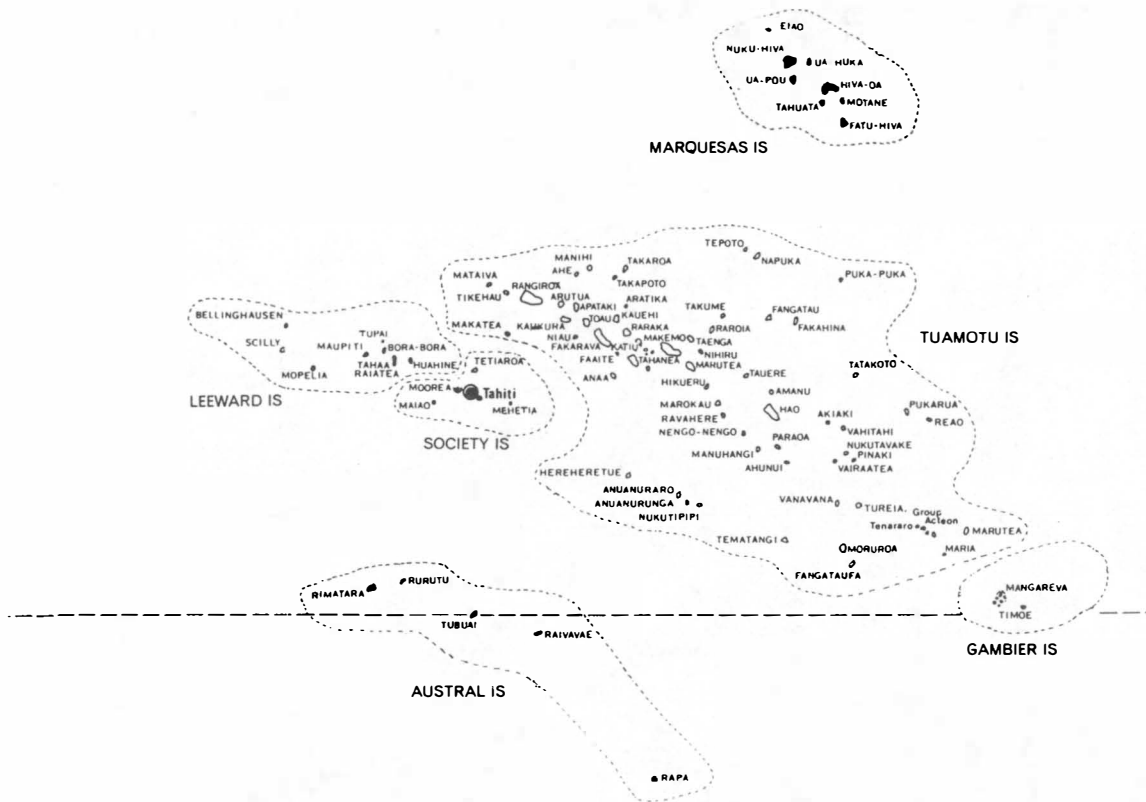 EIAO
NUKU-HIVA
UA HUKA
UA-POU
HIVA-OA
TAHUATA
MOTANE
FATU-HIVA
MARQUESAS IS
TEPOTO
NAPUKA
MANIHI
TAKAROA
AHE
MATAIVA
TAKAPOTO
PUKA-PUKA
RANGIROA
TIKEHAU
ARUTUA
ARATIKA
APATAKI
TAKUME
FANGATAU
BELLINGHAUSEN
TOAU
KAUEHI
FAKAHINA
MAKATEA
KAUKURA
RARAKA
RAROIA
TUAMOTU IS
TUPAI
NIAU
MAKEMO
TAENGA
SCILLY
MAUPITI
BORA-BORA
FAKARAVA
KATIU
NIHIRU
TETIAROA
FAAITE
TAHANEA
MARUTEA
TATAKOTO
MOPELIA
TAHAA
HUAHINE
RAIATEA
ANAA
TAUERE
HIKUERU
AMANU
LEEWARD IS
MOOREA
Tahiti
MAIAO
MEHETIA
MAROKAU
HAO
PUKARUA
RAVAHERE
AKIAKI
REAO
SOCIETY IS
NENGO-NENGO
VAHITAHI
PARAOA
NUKUTAVAKE
MANUHANGI
PINAKI
AHUNUI
VAIRAATEA
HEREHERETUE
ANUANURARO
ANUANURUNGA
NUKUTIPIPI
VANAVANA
TUREIA.
Group
Acteon
Tenararo
MARUTEA
TEMATANGI
MORUROA
MARIA
FANGATAUFA
RIMATARA
RURUTU
MANGAREVA
TIMOE
TUBUAI
RAIVAVAE
GAMBIER IS
AUSTRAL IS
RAPA